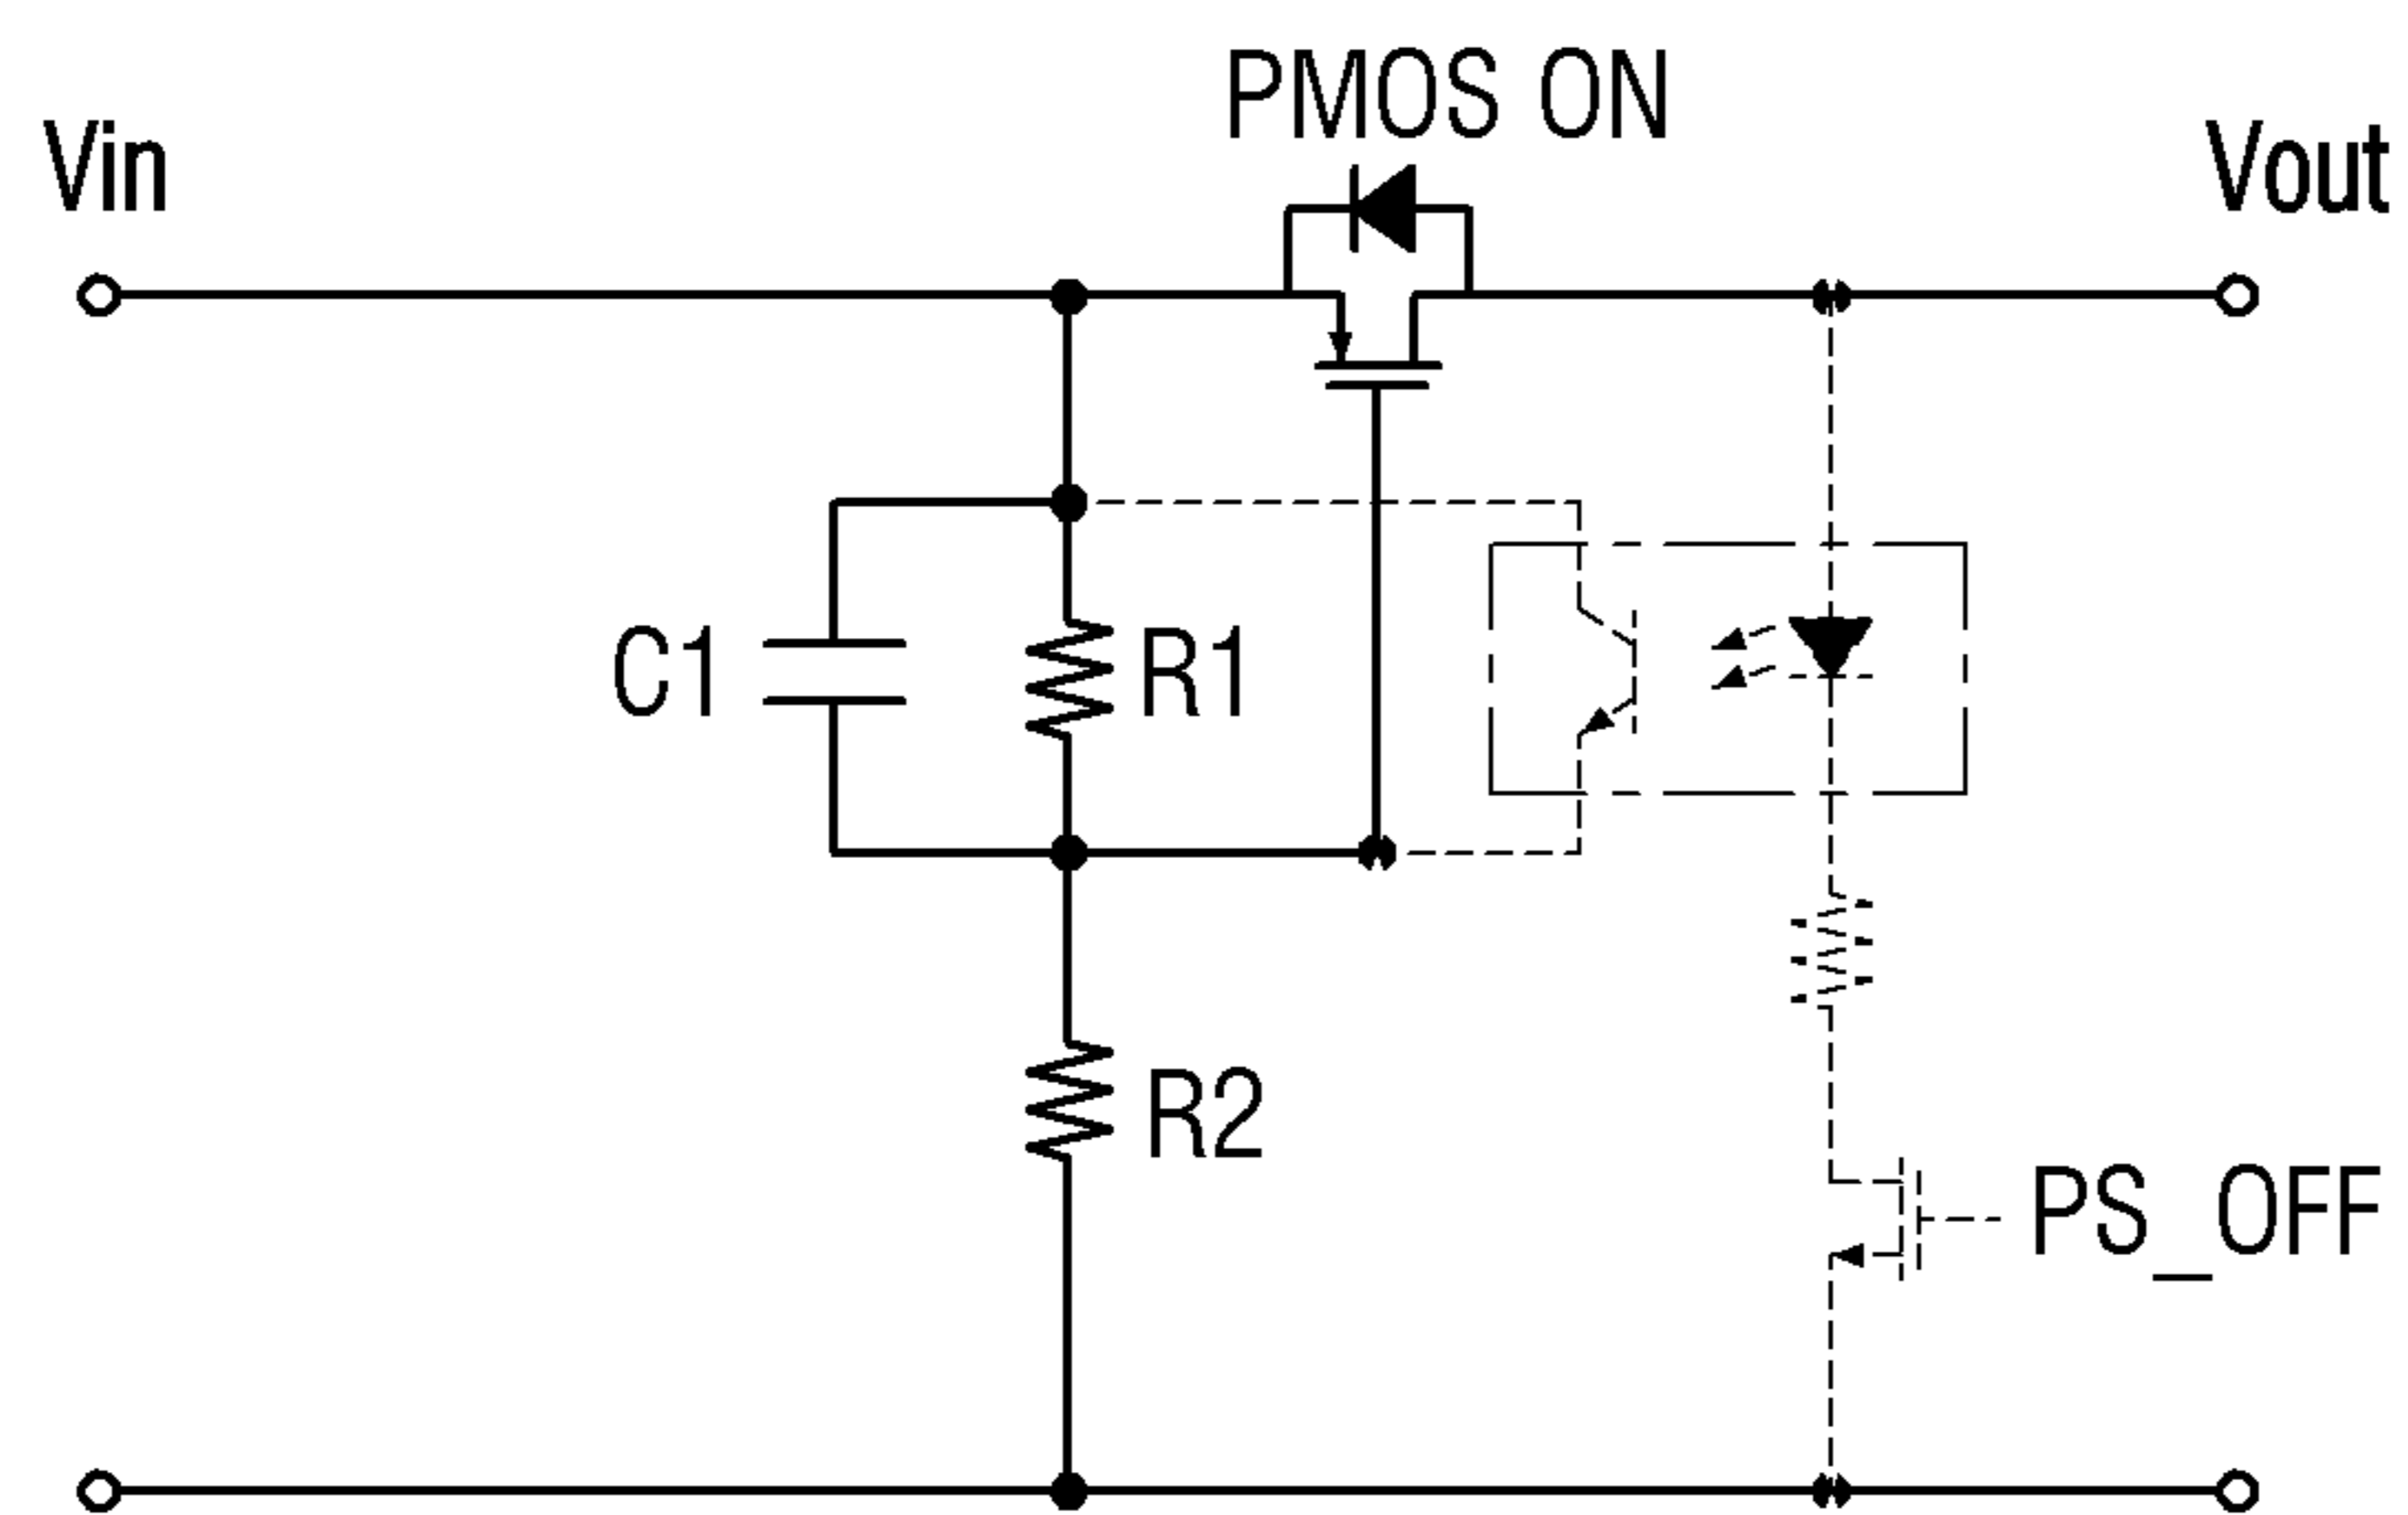 PMOS ON
Vin
Vout
C1
R1
R2
PS_OFF